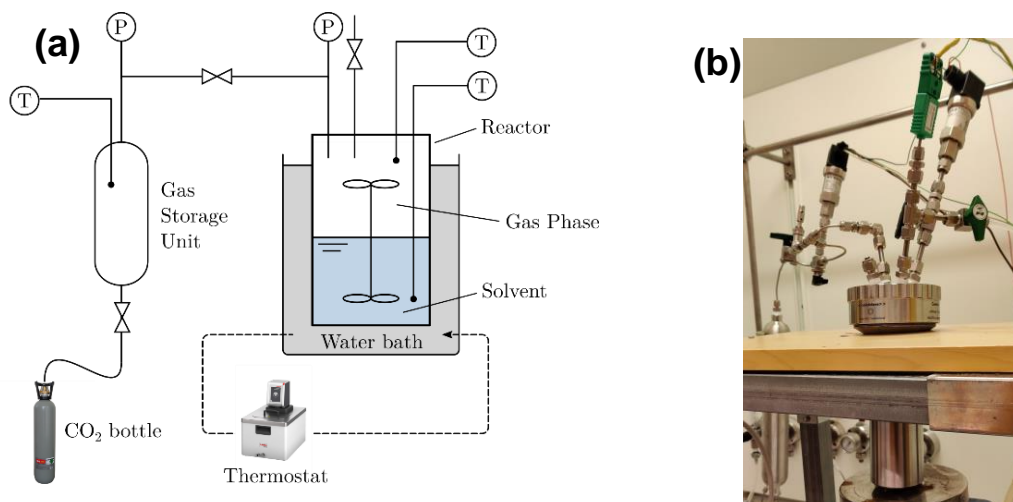 (a)
P
P
T
T
T
Reactor
Gas
Storage
Unit
Gas Phase
Solvent
Water bath
CO₂ bottle
Thermostat
(b)